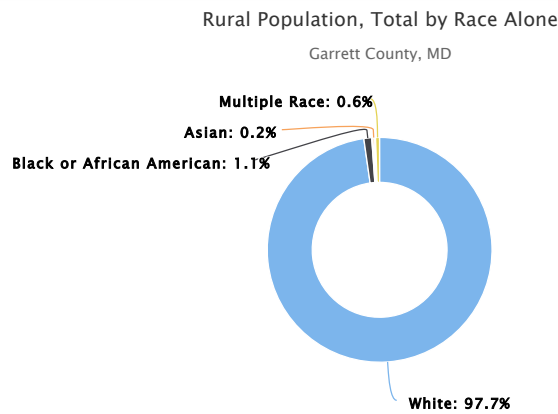 Rural Population, Total by Race Alone
Garrett County, MD
Multiple Race: 0.6%
Asian: 0.2%
Black or African American: 1.1%
White: 97.7%